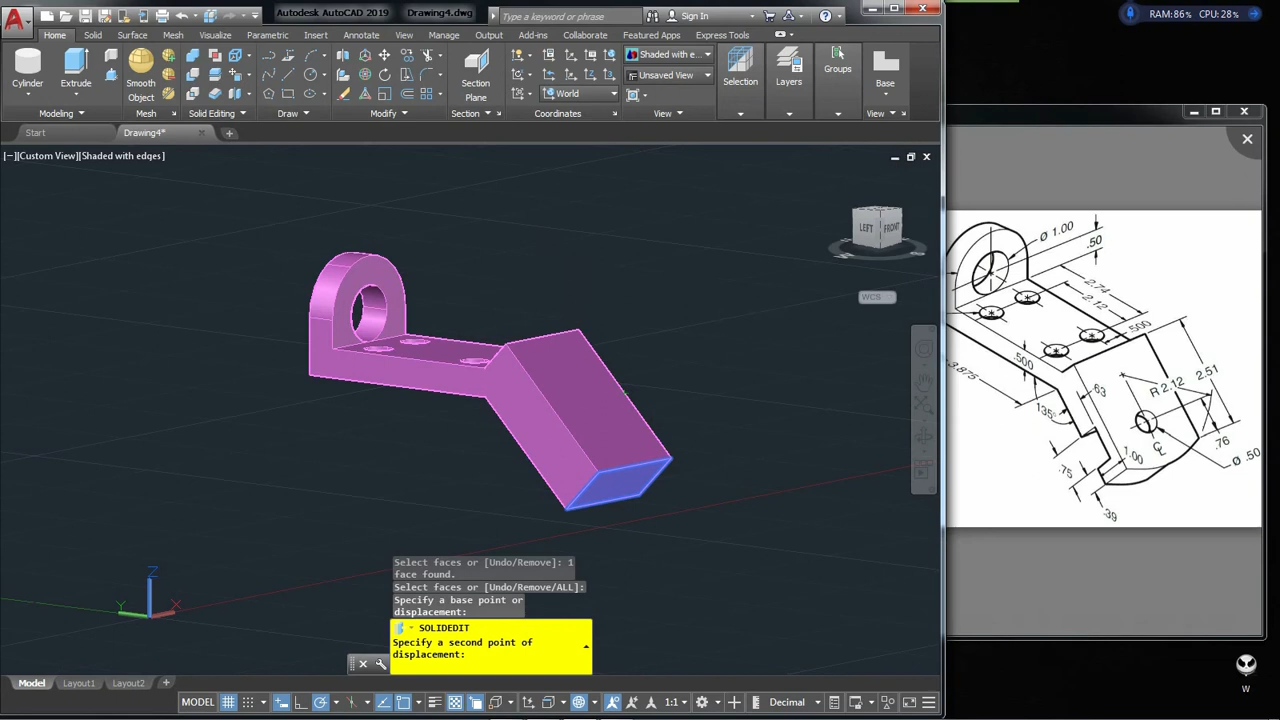 Autodesk AutoCAD 2019 Drawing4.dwg
Type a keyword or phrase
Sign In
RAM:86% CPU:28%
Home Solid Surface Mesh Visualize Parametric Insert Annotate View Manage Output Add-ins Collaborate Featured Apps Express Tools
Cylinder
Extrude
Smooth
Object
Section
Plane
Shaded with e...
Unsaved View
World
Selection
Layers
Groups
Base
Modeling
Mesh
Solid Editing
Draw
Modify
Section
Coordinates
View
View
Start
Drawing4*
[−][Custom View][Shaded with edges]
LEFT
FRONT
W
S
WCS
Ø 1.00
.50
2.74
2.12
.500
.500
3.875
135°
.63
R 2.12
2.51
.76
Ø .50
1.00
.75
.39
Z
Y
X
Select faces or [Undo/Remove]: 1
face found.
Select faces or [Undo/Remove/ALL]:
Specify a base point or
displacement:
SOLIDEDIT
Specify a second point of
displacement:
Model
Layout1
Layout2
MODEL
1:1
Decimal
W